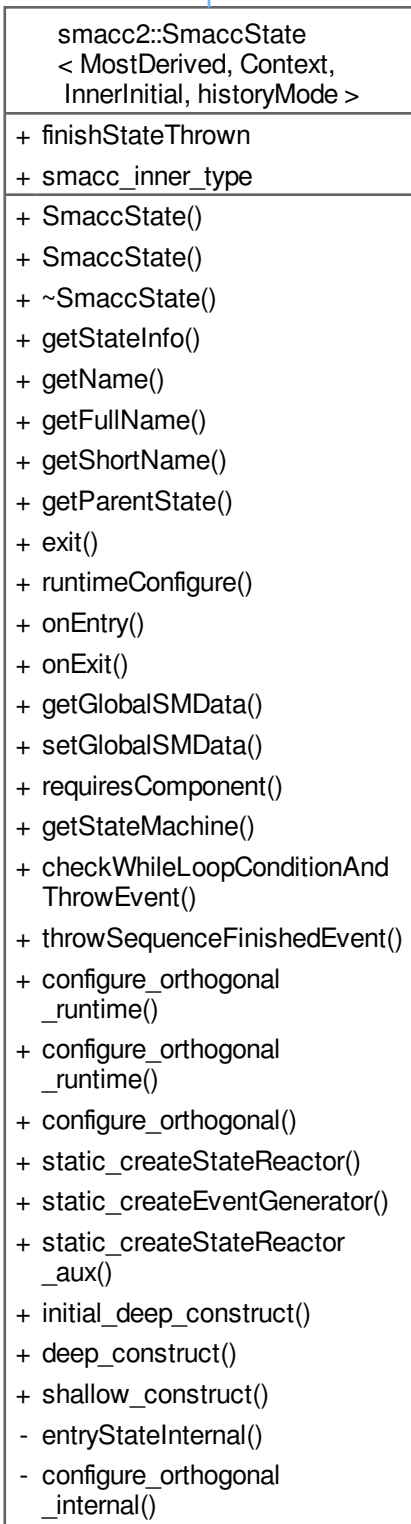 smacc2::SmaccState
< MostDerived, Context,
InnerInitial, historyMode >
+ finishStateThrown
+ smacc_inner_type
+ SmaccState()
+ SmaccState()
+ ~SmaccState()
+ getStateInfo()
+ getName()
+ getFullName()
+ getShortName()
+ getParentState()
+ exit()
+ runtimeConfigure()
+ onEntry()
+ onExit()
+ getGlobalSMData()
+ setGlobalSMData()
+ requiresComponent()
+ getStateMachine()
+ checkWhileLoopConditionAnd
ThrowEvent()
+ throwSequenceFinishedEvent()
+ configure_orthogonal
_runtime()
+ configure_orthogonal
_runtime()
+ configure_orthogonal()
+ static_createStateReactor()
+ static_createEventGenerator()
+ static_createStateReactor
_aux()
+ initial_deep_construct()
+ deep_construct()
+ shallow_construct()
- entryStateInternal()
- configure_orthogonal
_internal()